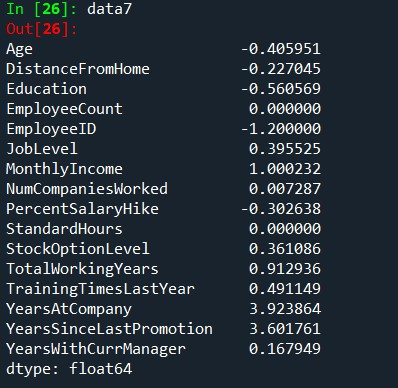 In [26]: data7
Out[26]:
Age -0.405951
DistanceFromHome -0.227045
Education -0.560569
EmployeeCount 0.000000
EmployeeID -1.200000
JobLevel 0.395525
MonthlyIncome 1.000232
NumCompaniesWorked 0.007287
PercentSalaryHike -0.302638
StandardHours 0.000000
StockOptionLevel 0.361086
TotalWorkingYears 0.912936
TrainingTimesLastYear 0.491149
YearsAtCompany 3.923864
YearsSinceLastPromotion 3.601761
YearsWithCurrManager 0.167949
dtype: float64